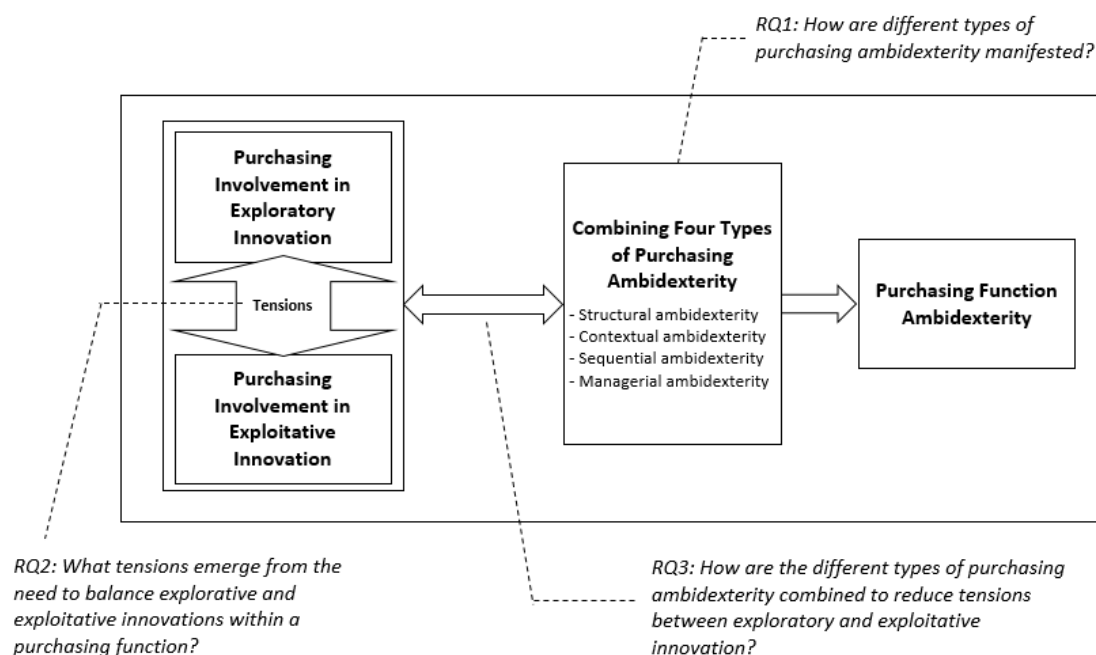 RQ1: How are different types of
purchasing ambidexterity manifested?
Purchasing
Involvement in
Exploratory
Innovation
Tensions
Purchasing
Involvement in
Exploitative
Innovation
Combining Four Types
of Purchasing
Ambidexterity
- Structural ambidexterity
- Contextual ambidexterity
- Sequential ambidexterity
- Managerial ambidexterity
Purchasing Function
Ambidexterity
RQ2: What tensions emerge from the
need to balance explorative and
exploitative innovations within a
purchasing function?
RQ3: How are the different types of purchasing
ambidexterity combined to reduce tensions
between exploratory and exploitative
innovation?